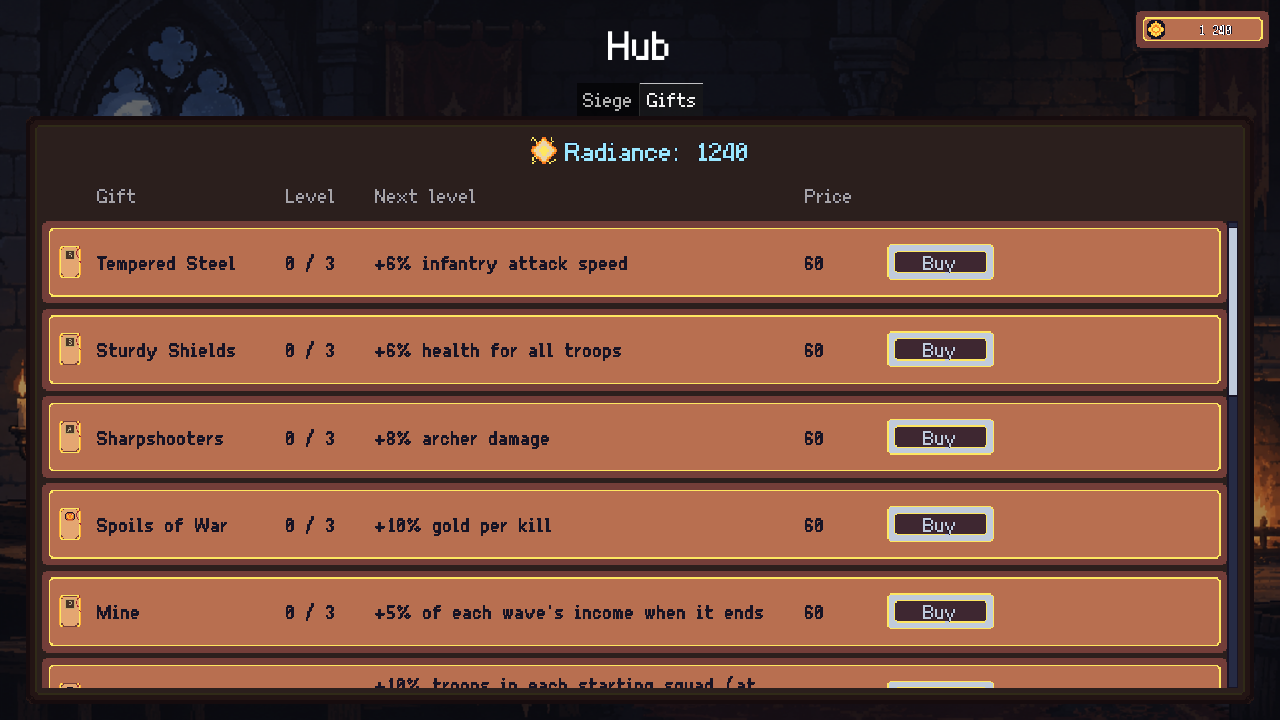 Hub
1 240
Siege Gifts
Radiance: 1240
Gift Level Next level Price
Tempered Steel 0 / 3 +6% infantry attack speed 60 Buy
Sturdy Shields 0 / 3 +6% health for all troops 60 Buy
Sharpshooters 0 / 3 +8% archer damage 60 Buy
Spoils of War 0 / 3 +10% gold per kill 60 Buy
Mine 0 / 3 +5% of each wave's income when it ends 60 Buy
+10% troops in each starting squad (at